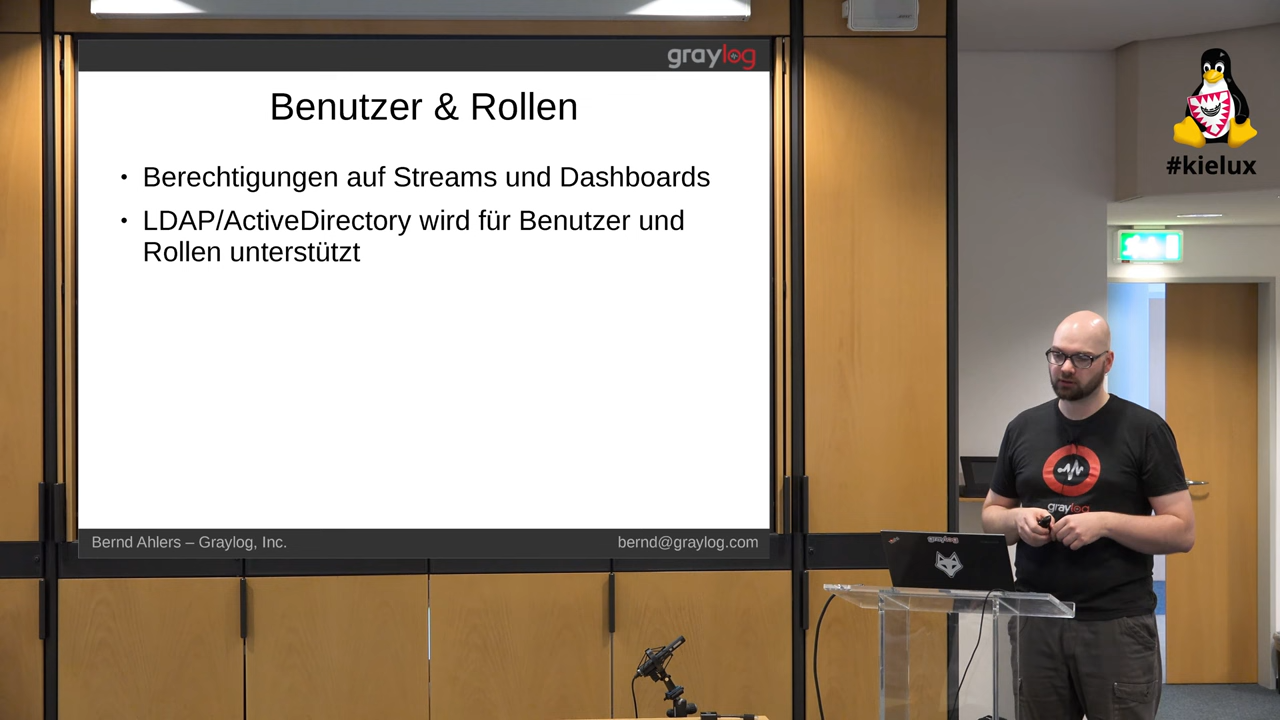 graylog
Benutzer & Rollen
• Berechtigungen auf Streams und Dashboards
• LDAP/ActiveDirectory wird für Benutzer und
Rollen unterstützt
Bernd Ahlers – Graylog, Inc.
bernd@graylog.com
#kielux
graylog